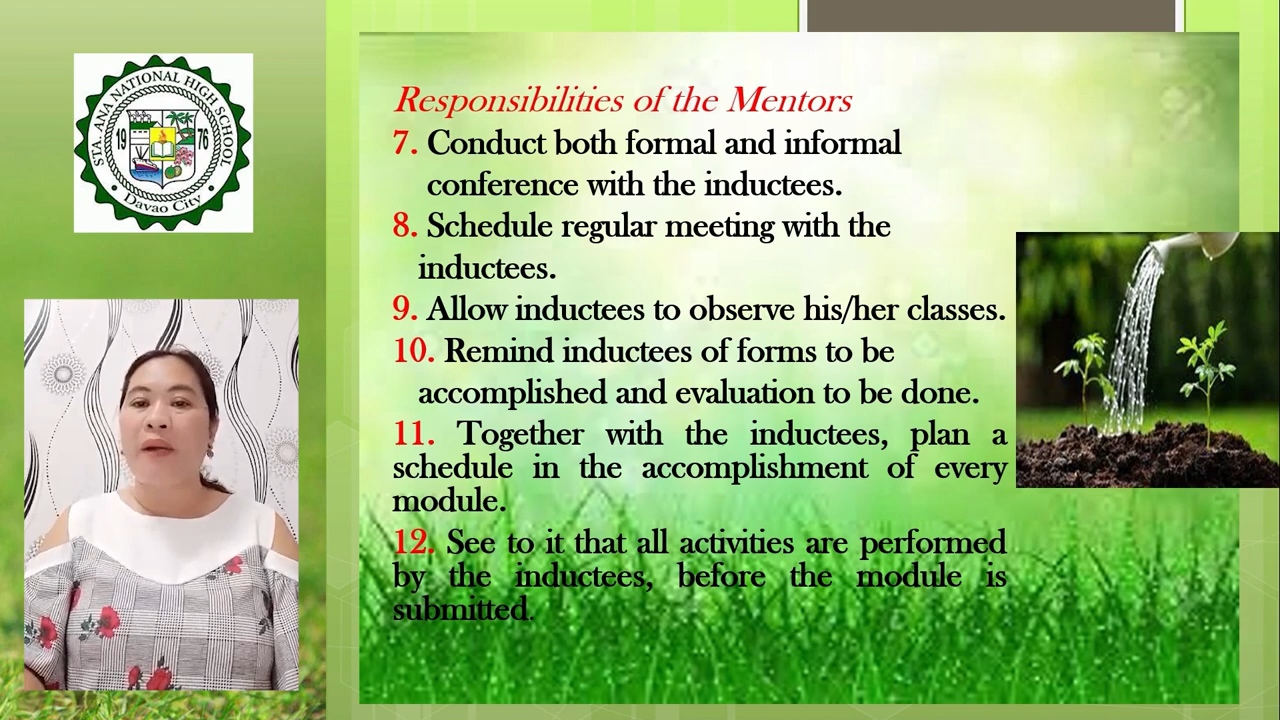 STA. ANA NATIONAL HIGH SCHOOL
19 76
Davao City
Responsibilities of the Mentors
7. Conduct both formal and informal
conference with the inductees.
8. Schedule regular meeting with the
inductees.
9. Allow inductees to observe his/her classes.
10. Remind inductees of forms to be
accomplished and evaluation to be done.
11. Together with the inductees, plan a
schedule in the accomplishment of every
module.
12. See to it that all activities are performed
by the inductees, before the module is
submitted.